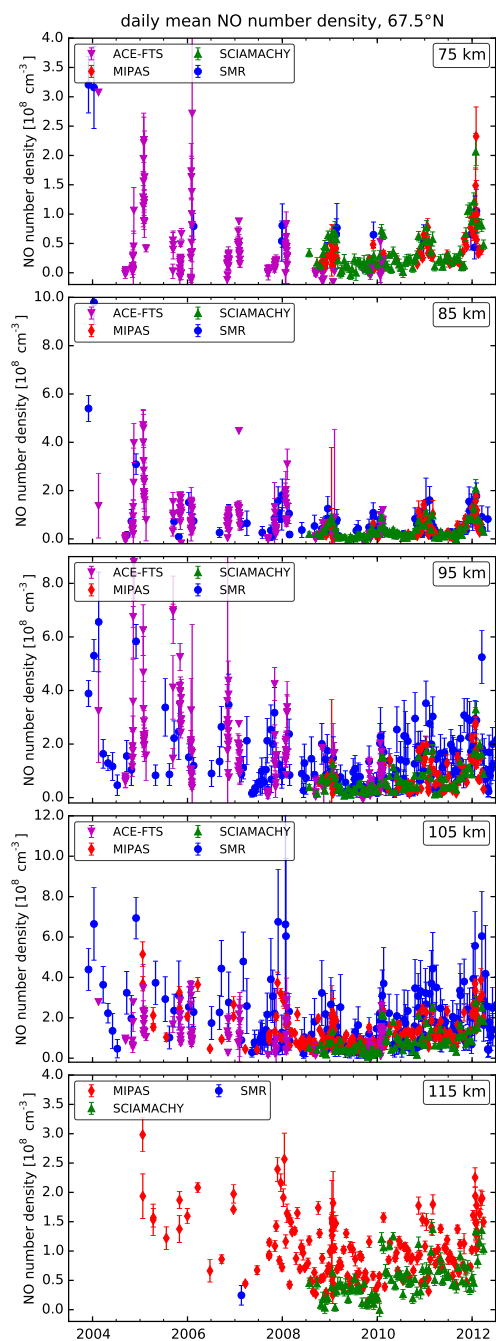 daily mean NO number density, 67.5°N
NO number density [10⁸ cm⁻³]
4.0
3.5
3.0
2.5
2.0
1.5
1.0
0.5
0.0
ACE-FTS
MIPAS
SCIAMACHY
SMR
75 km
NO number density [10⁸ cm⁻³]
10.0
8.0
6.0
4.0
2.0
0.0
ACE-FTS
MIPAS
SCIAMACHY
SMR
85 km
NO number density [10⁸ cm⁻³]
8.0
6.0
4.0
2.0
0.0
ACE-FTS
MIPAS
SCIAMACHY
SMR
95 km
NO number density [10⁸ cm⁻³]
12.0
10.0
8.0
6.0
4.0
2.0
0.0
ACE-FTS
MIPAS
SCIAMACHY
SMR
105 km
NO number density [10⁸ cm⁻³]
3.5
3.0
2.5
2.0
1.5
1.0
0.5
0.0
MIPAS
SCIAMACHY
SMR
115 km
2004 2006 2008 2010 2012